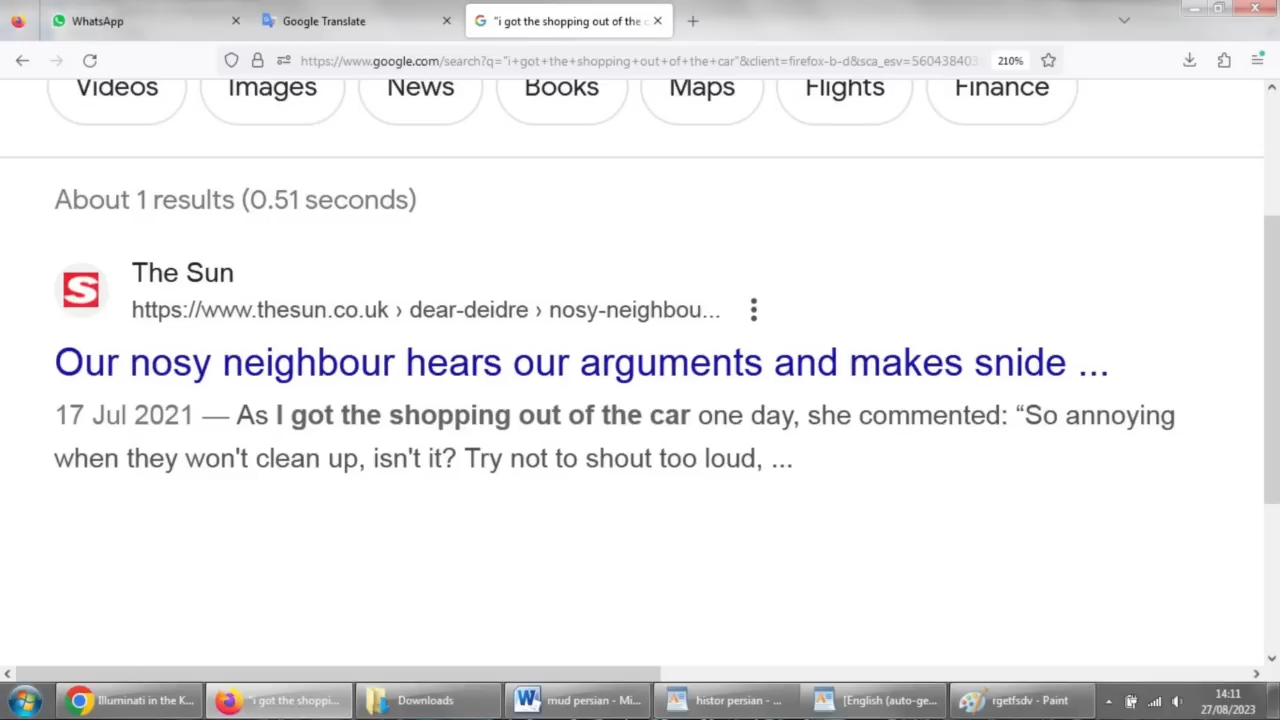 WhatsApp
Google Translate
"i got the shopping out of the c
https://www.google.com/search?q="i+got+the+shopping+out+of+the+car"&client=firefox-b-d&sca_esv=560438403
210%
Videos Images News Books Maps Flights Finance
About 1 results (0.51 seconds)
S
The Sun
https://www.thesun.co.uk › dear-deidre › nosy-neighbou...
Our nosy neighbour hears our arguments and makes snide ...
17 Jul 2021 — As I got the shopping out of the car one day, she commented: “So annoying
when they won't clean up, isn't it? Try not to shout too loud, ...
Illuminati in the K...
"i got the shoppi...
Downloads
mud persian - Mi...
histor persian - ...
[English (auto-ge...
rgetfsdv - Paint
14:11
27/08/2023